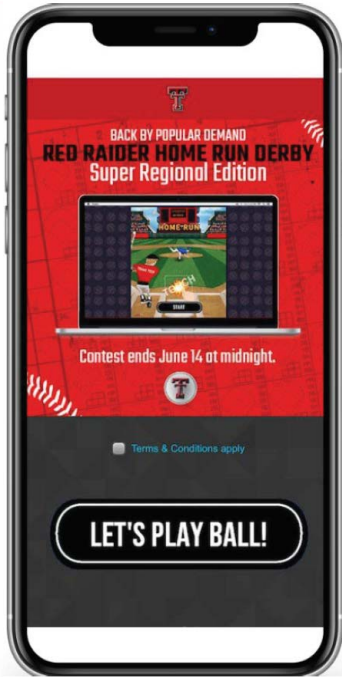 BACK BY POPULAR DEMAND
RED RAIDER HOME RUN DERBY
Super Regional Edition
HOME RUN
START
Contest ends June 14 at midnight.
Terms & Conditions apply
LET'S PLAY BALL!